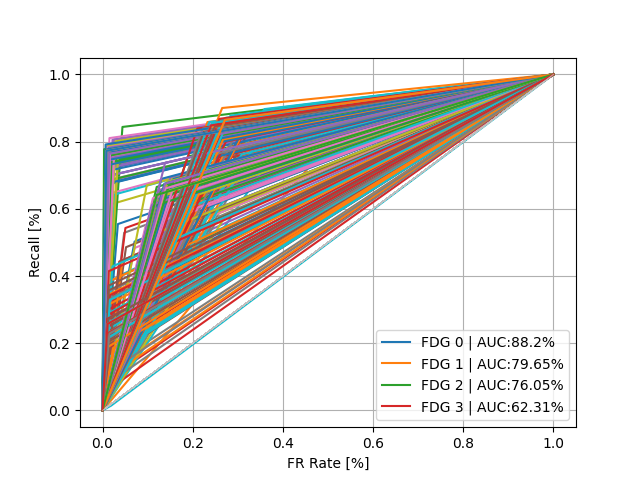 1.0
0.8
0.6
0.4
0.2
0.0
Recall [%]
0.0 0.2 0.4 0.6 0.8 1.0
FR Rate [%]
FDG 0 | AUC:88.2%
FDG 1 | AUC:79.65%
FDG 2 | AUC:76.05%
FDG 3 | AUC:62.31%